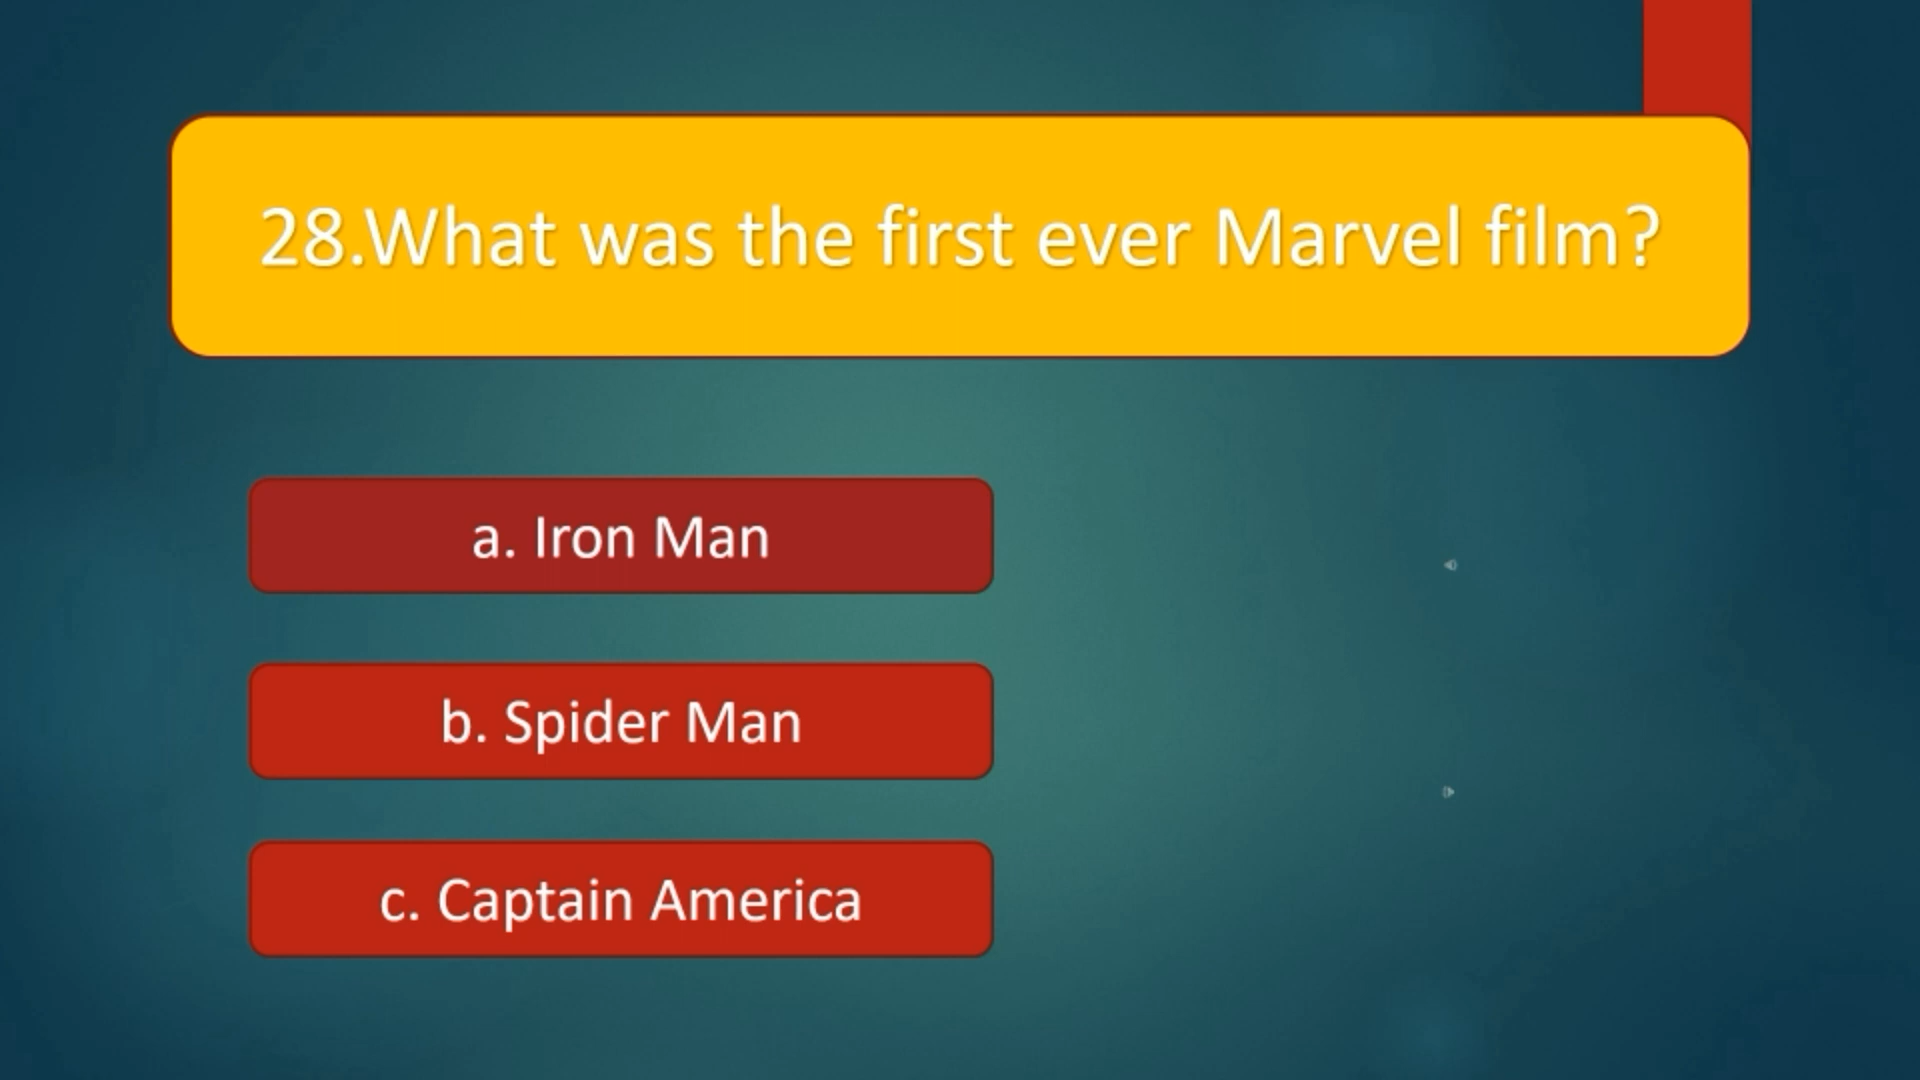 28.What was the first ever Marvel film?
a. Iron Man
b. Spider Man
c. Captain America